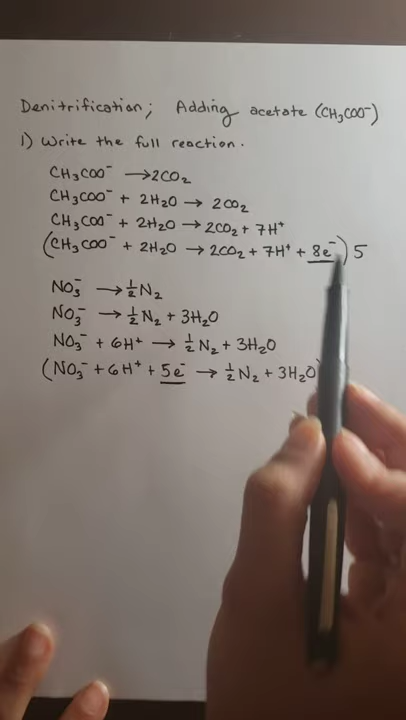 Denitrification; Adding acetate (CH₃COO⁻)
1) Write the full reaction.
CH₃COO⁻ → 2CO₂
CH₃COO⁻ + 2H₂O → 2CO₂
CH₃COO⁻ + 2H₂O → 2CO₂ + 7H⁺
(CH₃COO⁻ + 2H₂O → 2CO₂ + 7H⁺ + 8e⁻) 5
NO₃⁻ → ½N₂
NO₃⁻ → ½N₂ + 3H₂O
NO₃⁻ + 6H⁺ → ½N₂ + 3H₂O
(NO₃⁻ + 6H⁺ + 5e⁻ → ½N₂ + 3H₂O)